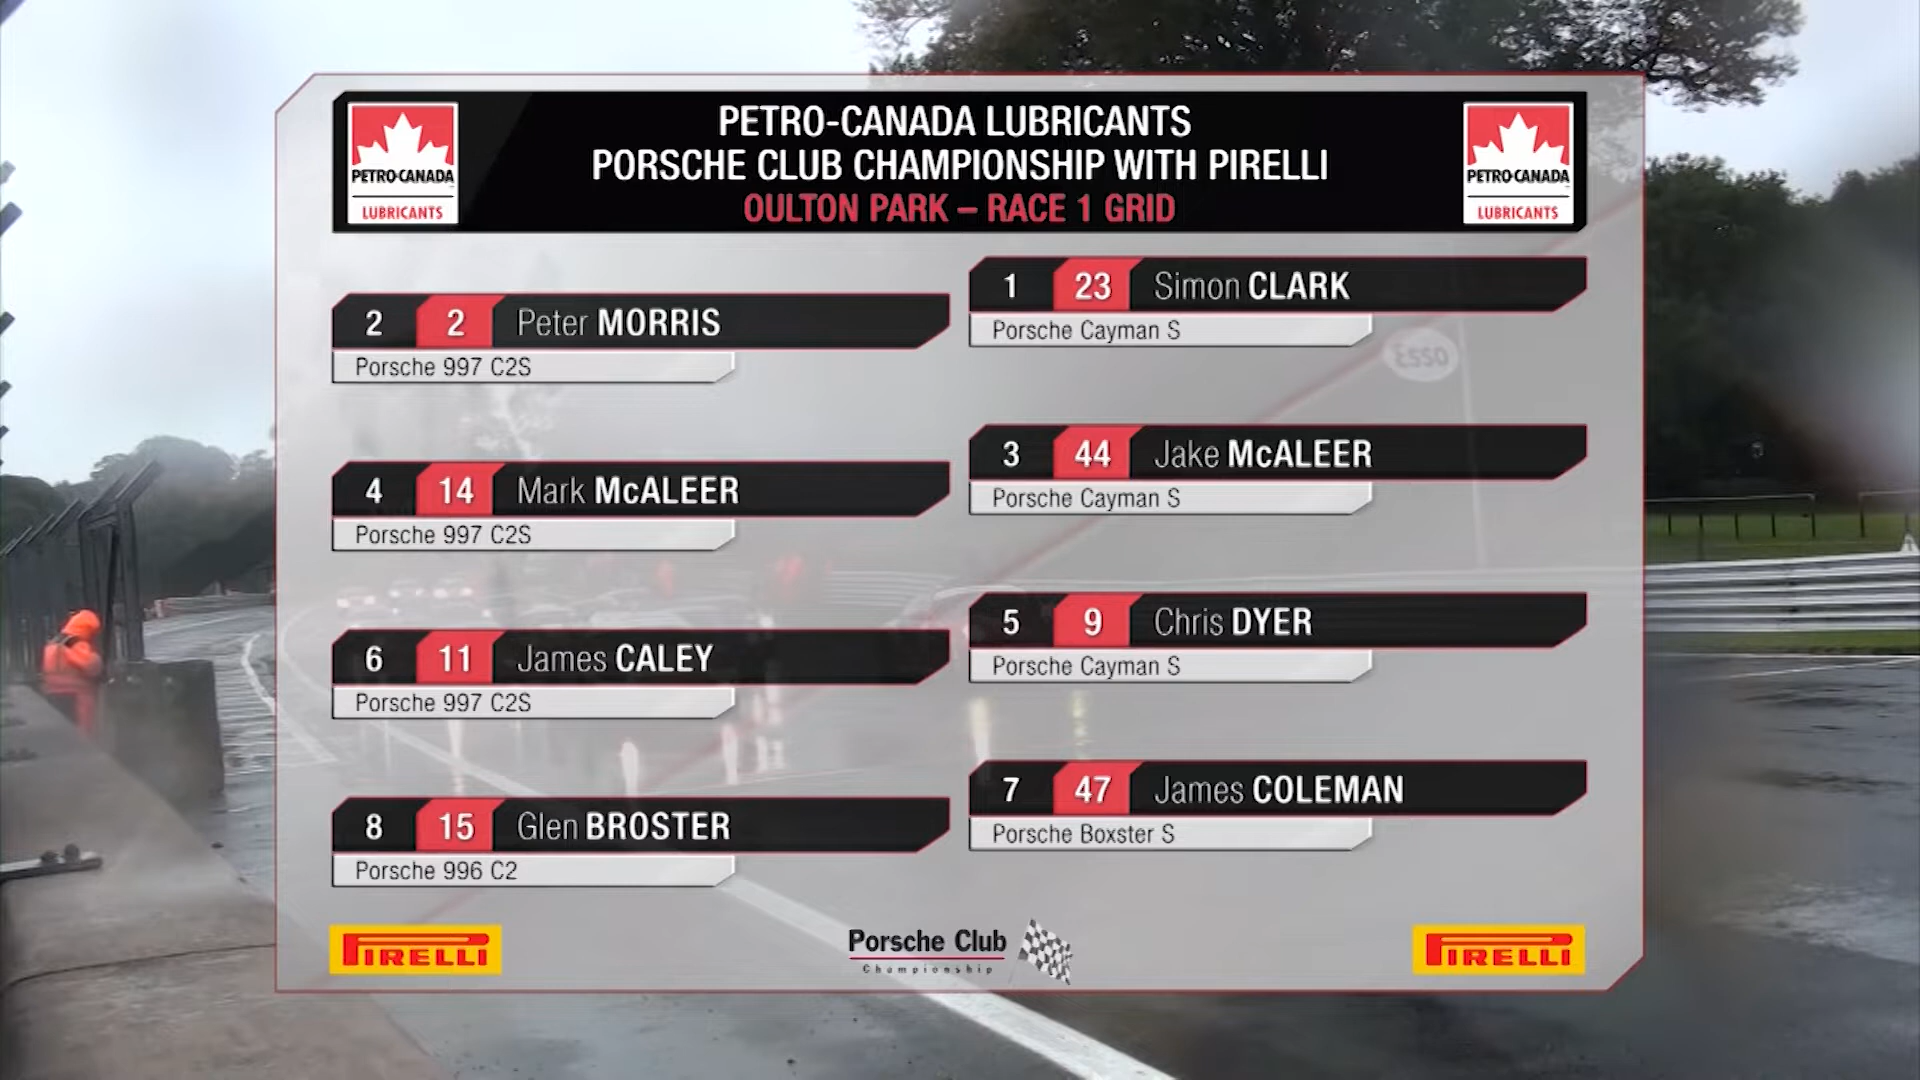 PETRO-CANADA
LUBRICANTS
PETRO-CANADA LUBRICANTS
PORSCHE CLUB CHAMPIONSHIP WITH PIRELLI
OULTON PARK – RACE 1 GRID
PETRO-CANADA
LUBRICANTS
1 23 Simon CLARK
Porsche Cayman S
2 2 Peter MORRIS
Porsche 997 C2S
ESSO
3 44 Jake McALEER
Porsche Cayman S
4 14 Mark McALEER
Porsche 997 C2S
5 9 Chris DYER
Porsche Cayman S
6 11 James CALEY
Porsche 997 C2S
7 47 James COLEMAN
Porsche Boxster S
8 15 Glen BROSTER
Porsche 996 C2
PIRELLI
Porsche Club
Championship
PIRELLI